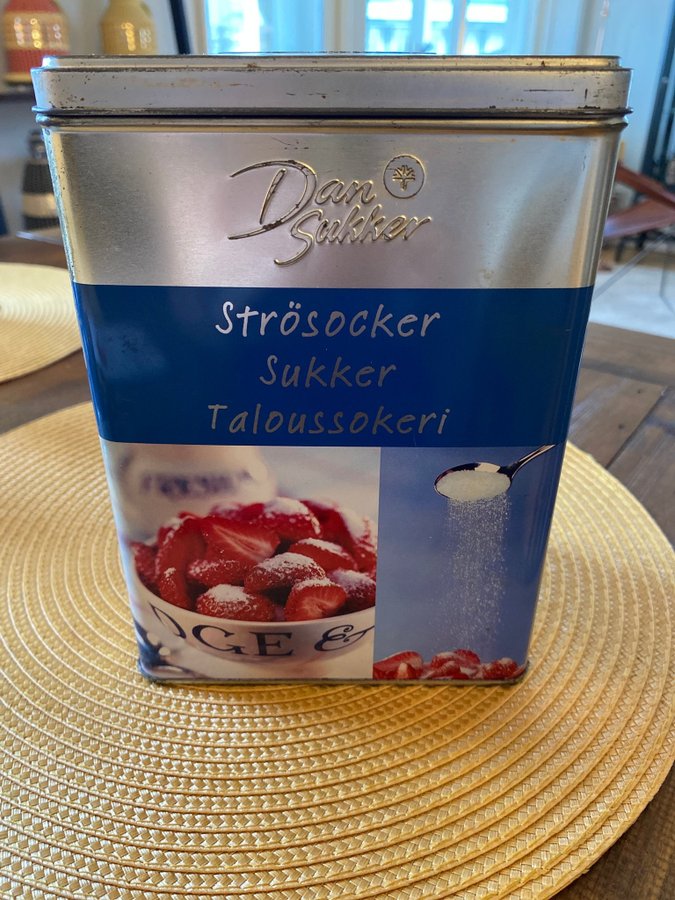 Dan
Sukker
Strösocker
Sukker
Taloussokeri
DGE &